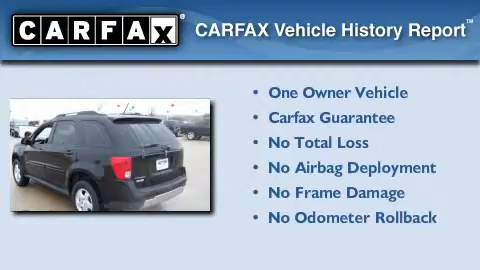 CARFAX®
CARFAX Vehicle History Report™
• One Owner Vehicle
• Carfax Guarantee
• No Total Loss
• No Airbag Deployment
• No Frame Damage
• No Odometer Rollback